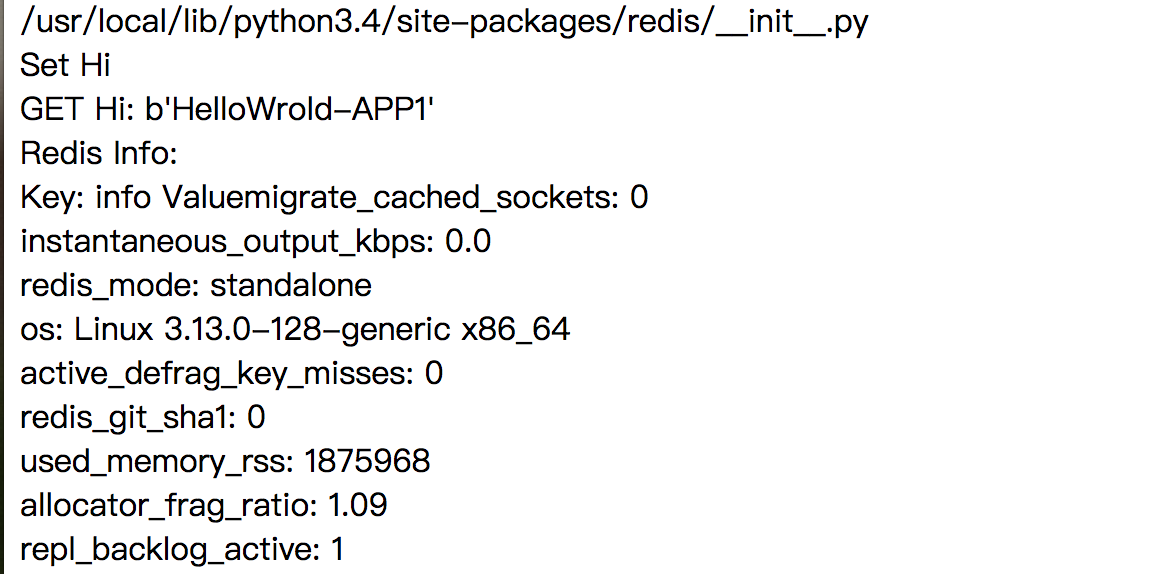 /usr/local/lib/python3.4/site-packages/redis/__init__.py
Set Hi
GET Hi: b'HelloWrold-APP1'
Redis Info:
Key: info Valuemigrate_cached_sockets: 0
instantaneous_output_kbps: 0.0
redis_mode: standalone
os: Linux 3.13.0-128-generic x86_64
active_defrag_key_misses: 0
redis_git_sha1: 0
used_memory_rss: 1875968
allocator_frag_ratio: 1.09
repl_backlog_active: 1